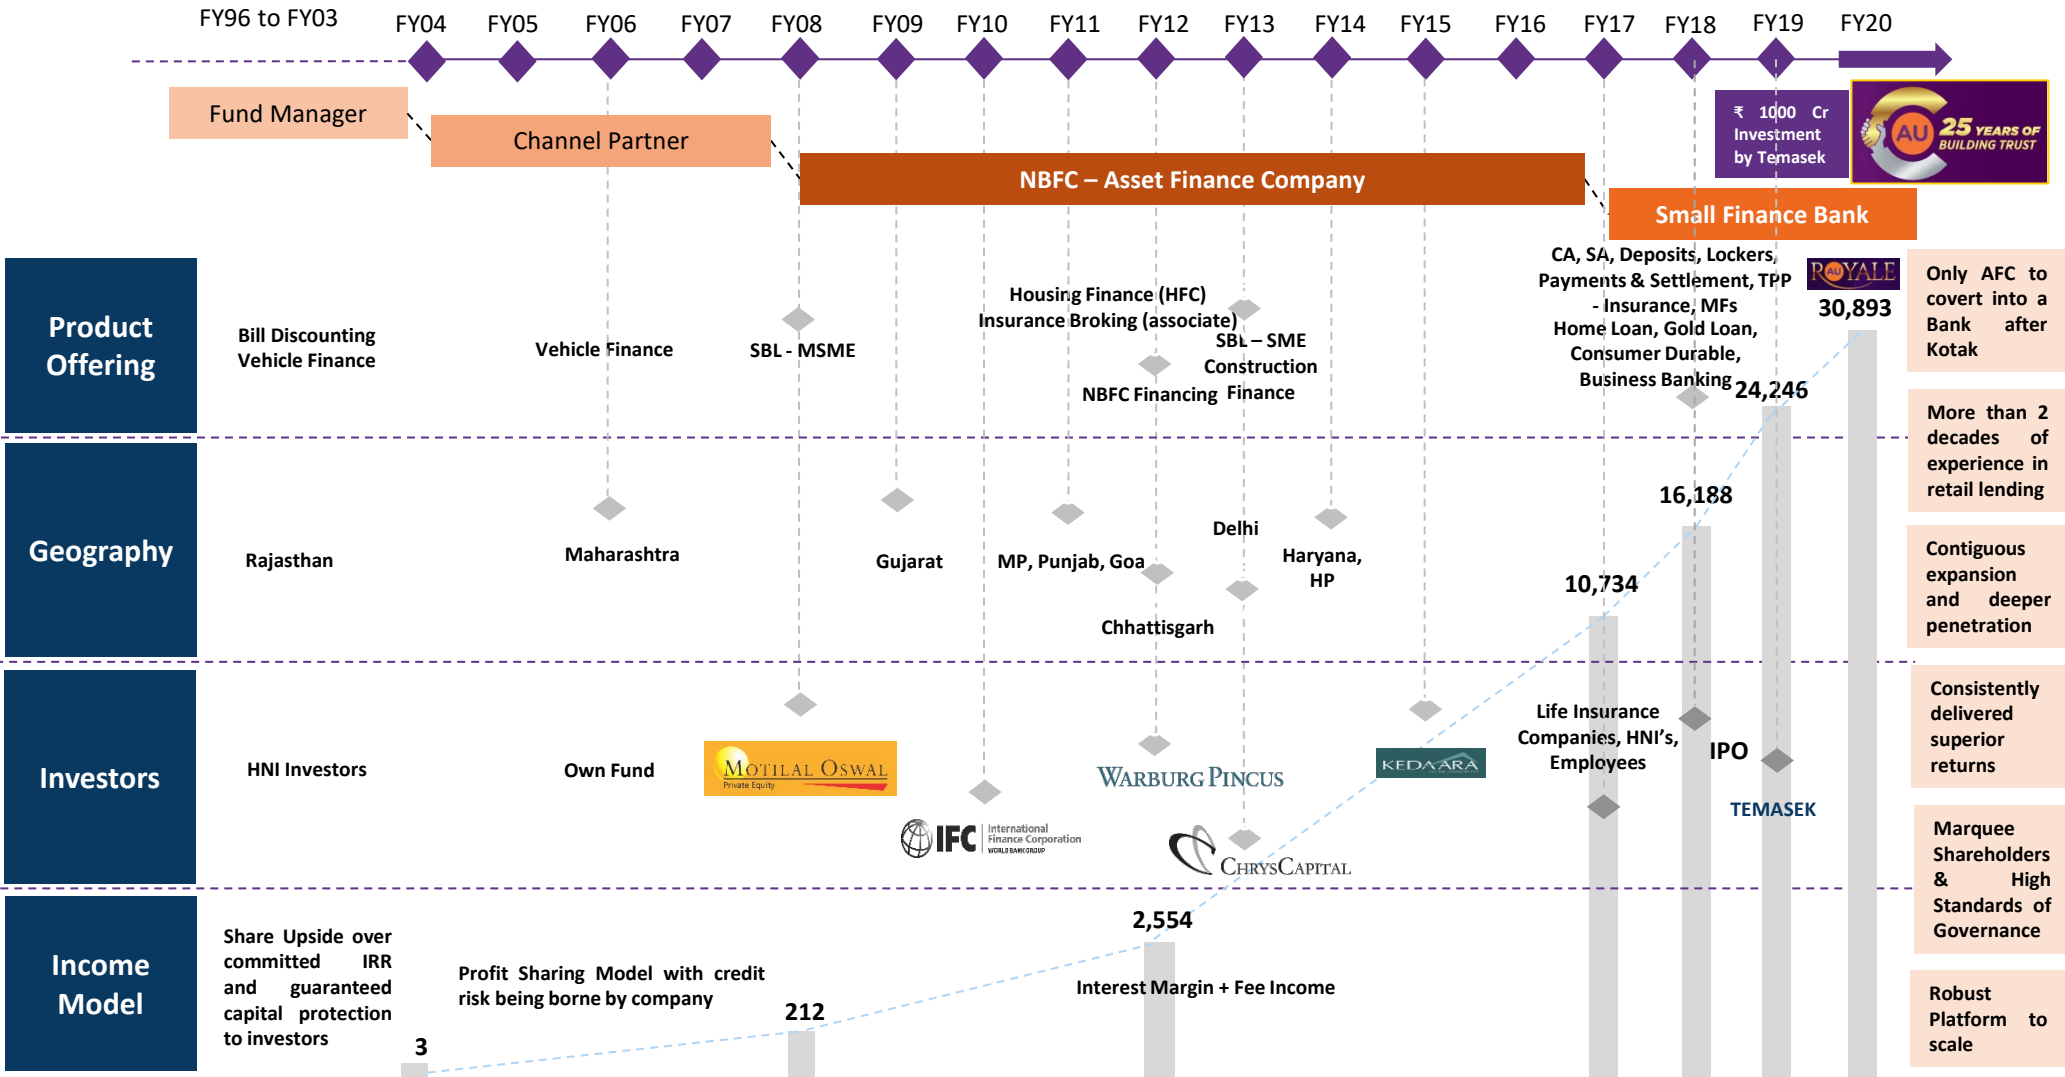 FY96 to FY03
FY04
FY05
FY06
FY07
FY08
FY09
FY10
FY11
FY12
FY13
FY14
FY15
FY16
FY17
FY18
FY19
FY20
Fund Manager
Channel Partner
NBFC – Asset Finance Company
Small Finance Bank
₹ 1000 Cr
Investment
by Temasek
AU
25 YEARS OF
BUILDING TRUST
Product
Offering
Bill Discounting
Vehicle Finance
Vehicle Finance
SBL - MSME
Housing Finance (HFC)
Insurance Broking (associate)
NBFC Financing
SBL – SME
Construction
Finance
CA, SA, Deposits, Lockers,
Payments & Settlement, TPP
- Insurance, MFs
Home Loan, Gold Loan,
Consumer Durable,
Business Banking
AU ROYALE
30,893
24,246
16,188
10,734
2,554
212
3
Geography
Rajasthan
Maharashtra
Gujarat
MP, Punjab, Goa
Chhattisgarh
Delhi
Haryana,
HP
Investors
HNI Investors
Own Fund
MOTILAL OSWAL
Private Equity
IFC
International
Finance Corporation
WORLD BANK GROUP
WARBURG PINCUS
CHRYSCAPITAL
KEDAARA
Life Insurance
Companies, HNI's,
Employees
IPO
TEMASEK
Income
Model
Share Upside over
committed IRR
and guaranteed
capital protection
to investors
Profit Sharing Model with credit
risk being borne by company
Interest Margin + Fee Income
Only AFC to
covert into a
Bank after
Kotak
More than 2
decades of
experience in
retail lending
Contiguous
expansion
and deeper
penetration
Consistently
delivered
superior
returns
Marquee
Shareholders
& High
Standards of
Governance
Robust
Platform to
scale